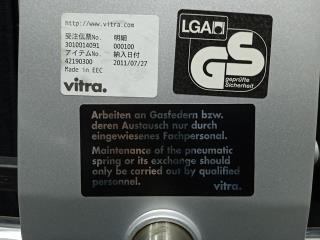 http://www.vitra.com
受注伝票No. 明細
3010014091 000100
アイテムNo. 納入日付
42190300 2011/07/27
Made in EEC
vitra.
LGA
GS
geprüfte
Sicherheit
Arbeiten an Gasfedern bzw.
deren Austausch nur durch
eingewiesenes Fachpersonal.
Maintenance of the pneumatic
spring or its exchange should
only be carried out by qualified
personnel. vitra.